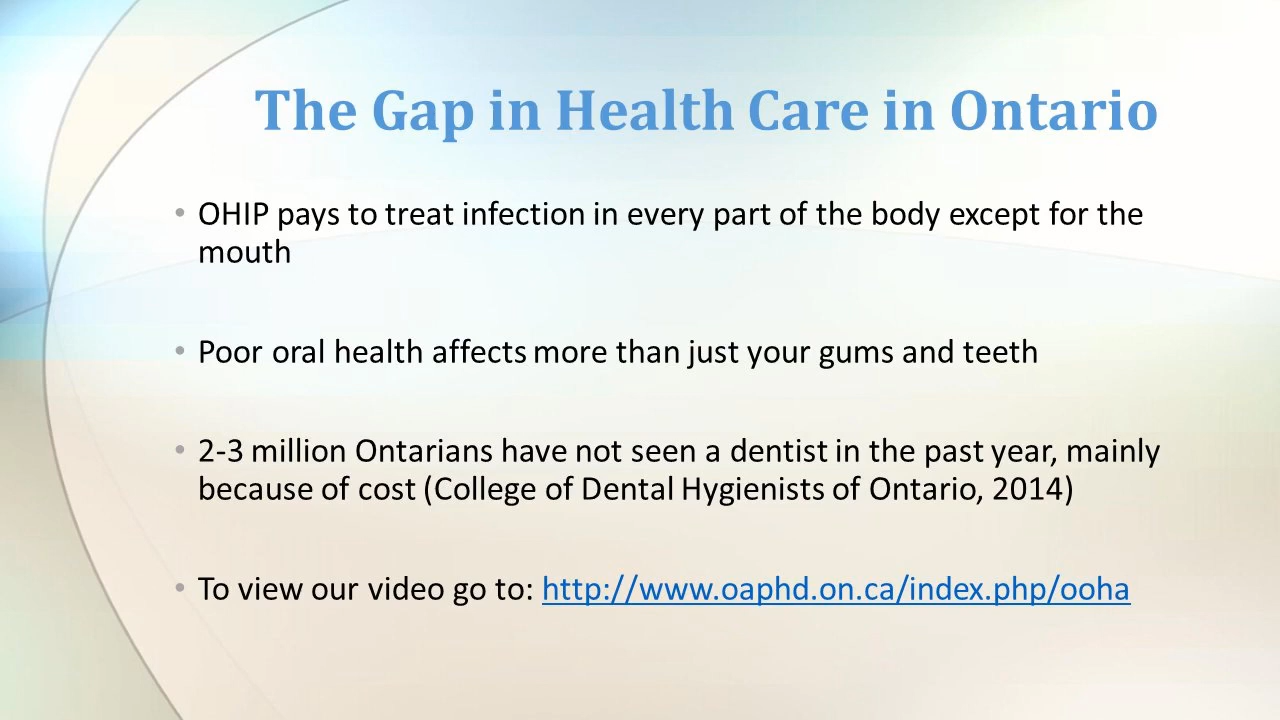 The Gap in Health Care in Ontario
• OHIP pays to treat infection in every part of the body except for the
mouth
• Poor oral health affects more than just your gums and teeth
• 2-3 million Ontarians have not seen a dentist in the past year, mainly
because of cost (College of Dental Hygienists of Ontario, 2014)
• To view our video go to: http://www.oaphd.on.ca/index.php/ooha